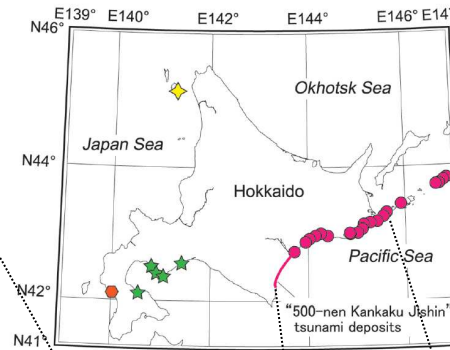 E139° E140° E142° E144° E146° E147
N46°
Okhotsk Sea
Japan Sea
N44°
Hokkaido
Pacific Sea
N42°
"500-nen Kankaku Jishin"
tsunami deposits
N41°